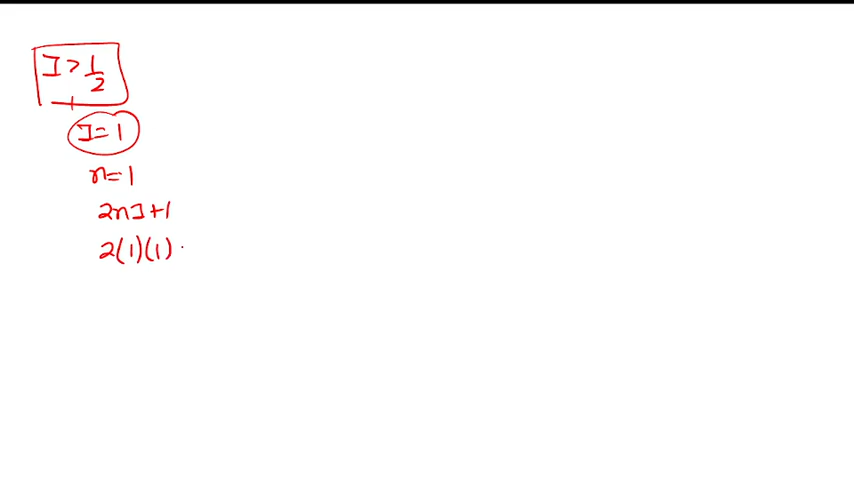 I > 1/2
I = 1
n = 1
2nI + 1
2(1)(1)